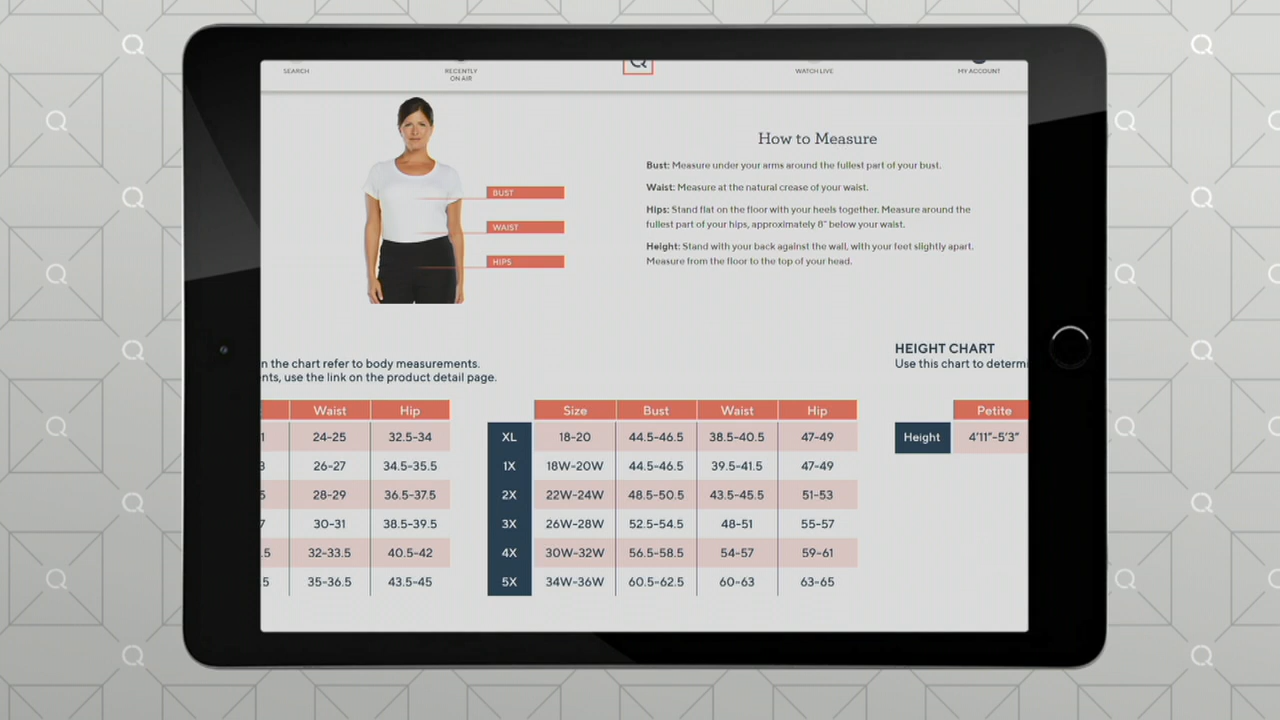 SEARCH
RECENTLY
ON AIR
WATCH LIVE
MY ACCOUNT
How to Measure
Bust: Measure under your arms around the fullest part of your bust.
Waist: Measure at the natural crease of your waist.
Hips: Stand flat on the floor with your heels together. Measure around the
fullest part of your hips, approximately 8" below your waist.
Height: Stand with your back against the wall, with your feet slightly apart.
Measure from the floor to the top of your head.
BUST
WAIST
HIPS
n the chart refer to body measurements.
nts, use the link on the product detail page.
HEIGHT CHART
Use this chart to determi
Waist Hip
1 24-25 32.5-34
3 26-27 34.5-35.5
5 28-29 36.5-37.5
7 30-31 38.5-39.5
.5 32-33.5 40.5-42
5 35-36.5 43.5-45
Size Bust Waist Hip
XL 18-20 44.5-46.5 38.5-40.5 47-49
1X 18W-20W 44.5-46.5 39.5-41.5 47-49
2X 22W-24W 48.5-50.5 43.5-45.5 51-53
3X 26W-28W 52.5-54.5 48-51 55-57
4X 30W-32W 56.5-58.5 54-57 59-61
5X 34W-36W 60.5-62.5 60-63 63-65
Petite
Height 4'11"-5'3"